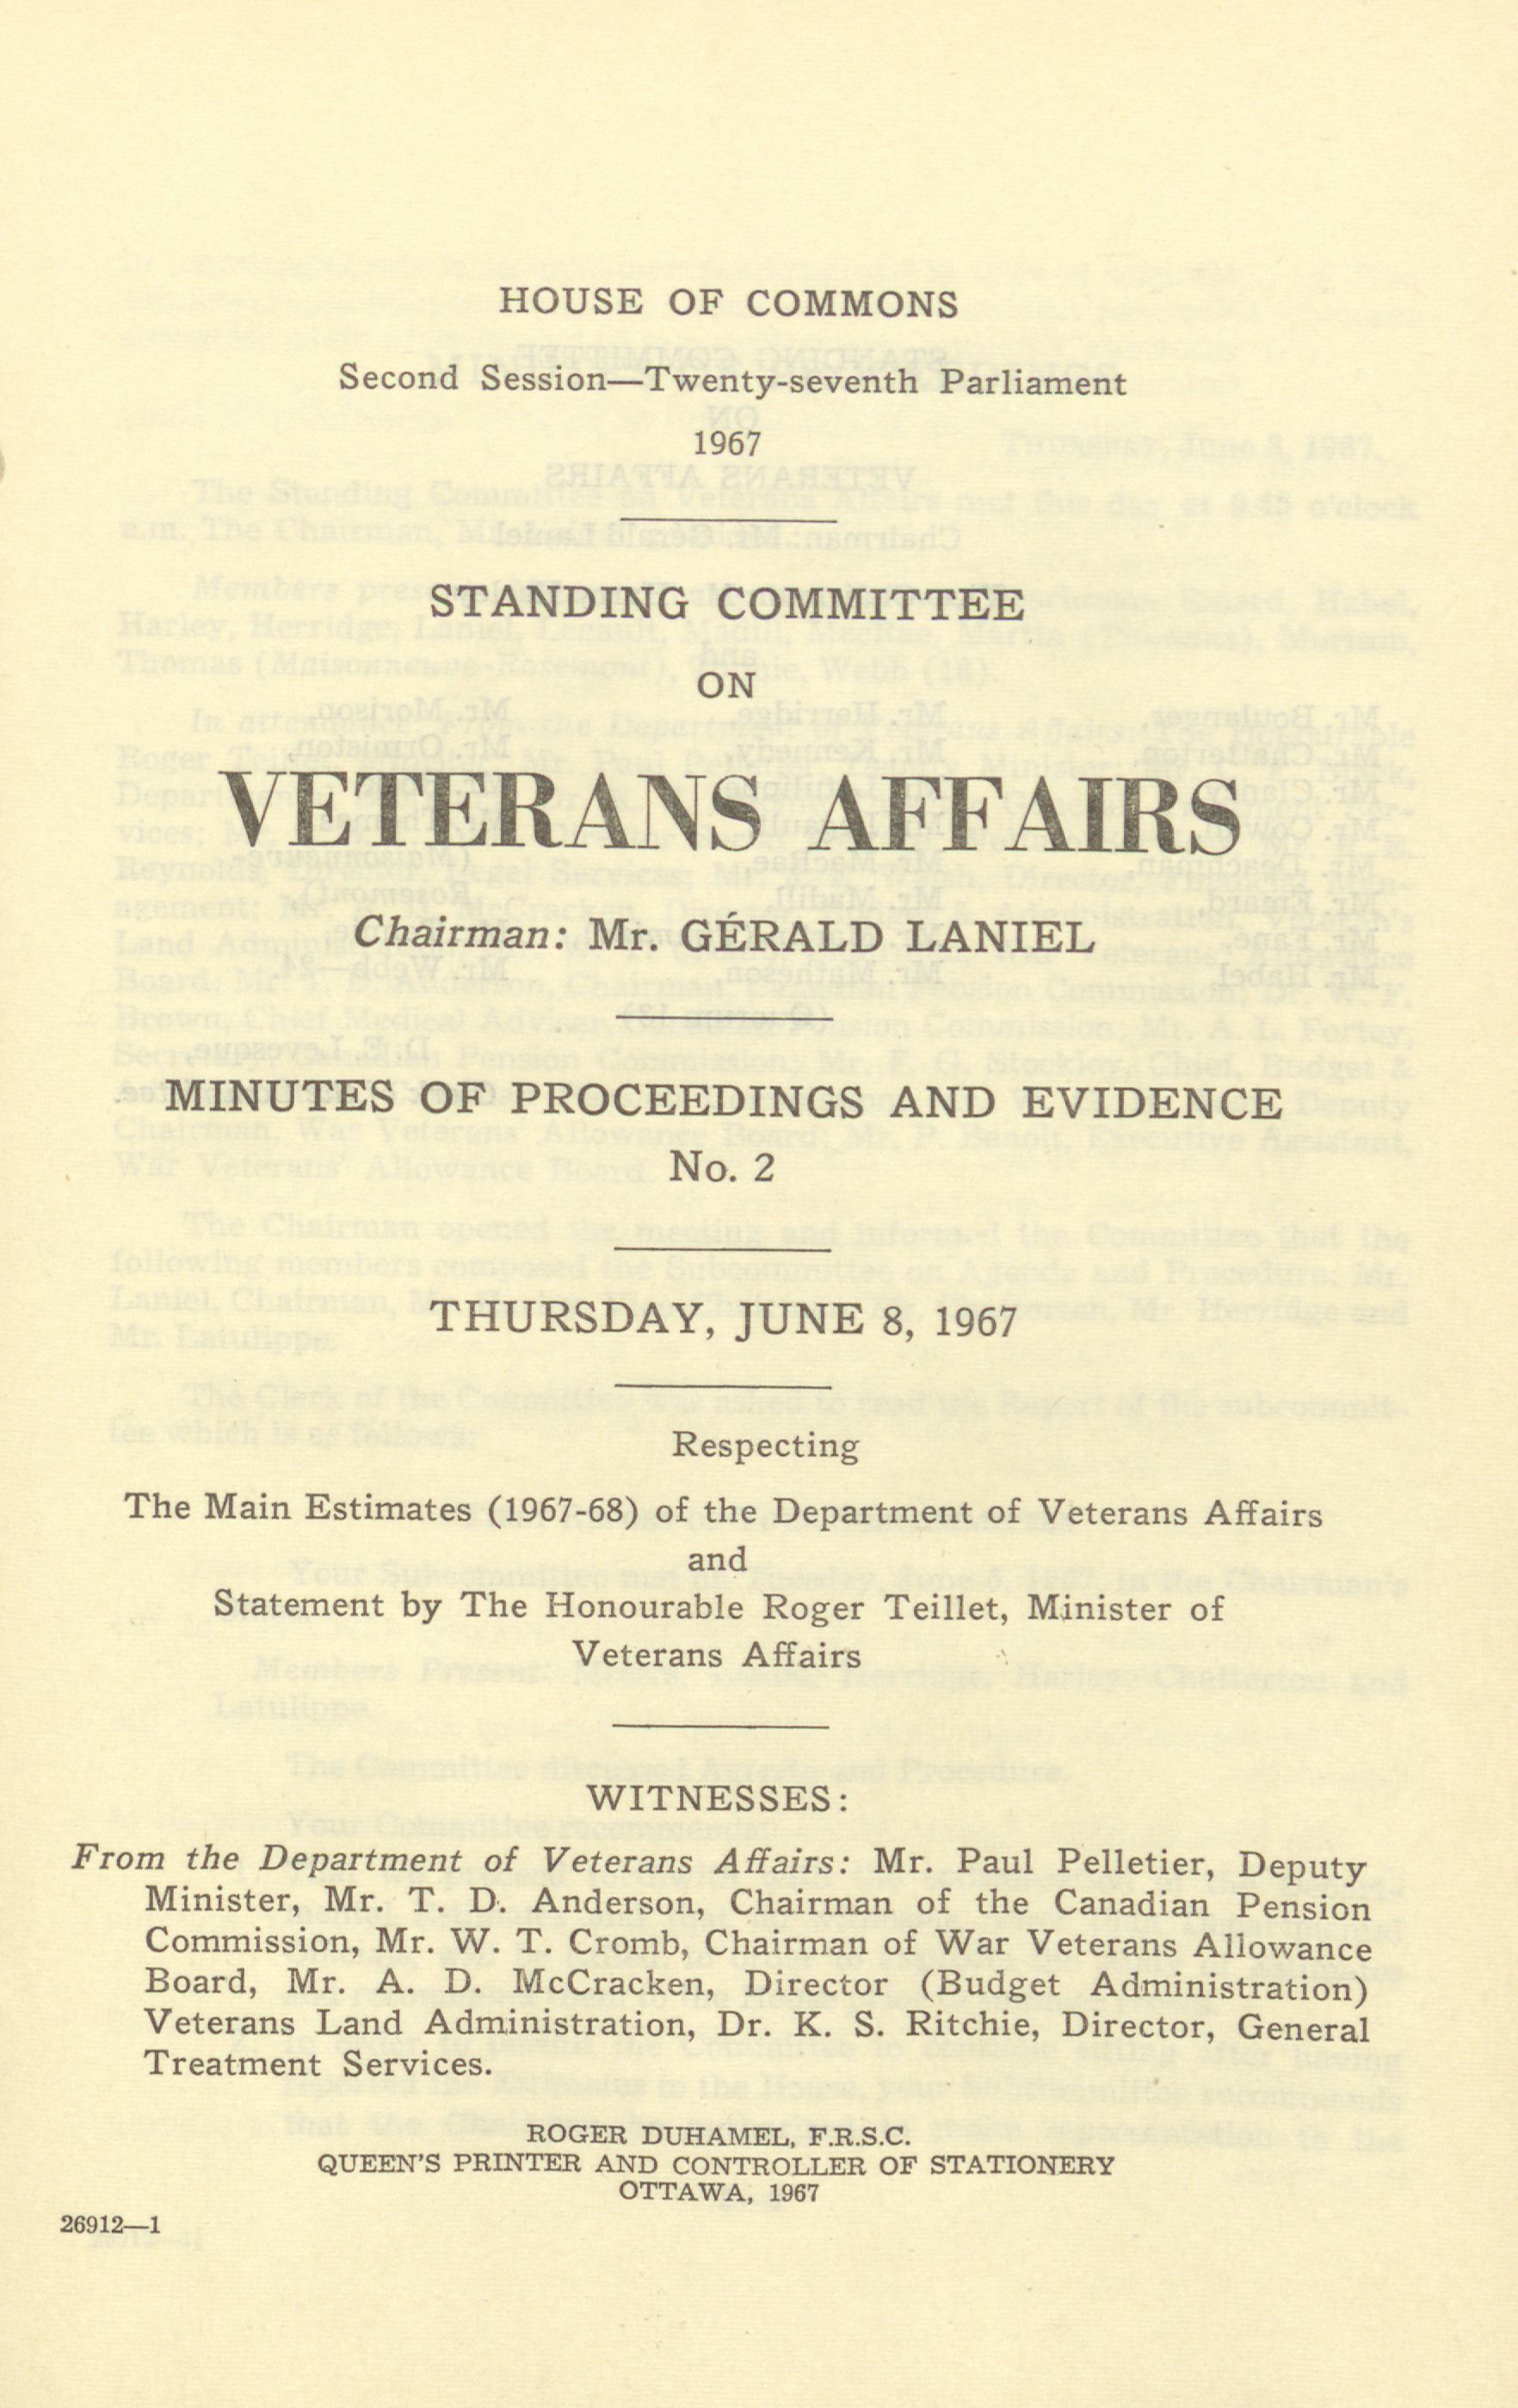 HOUSE OF COMMONS
Second Session—Twenty-seventh Parliament
1967
STANDING COMMITTEE
ON
VETERANS AFFAIRS
Chairman: Mr. GÉRALD LANIEL
MINUTES OF PROCEEDINGS AND EVIDENCE
No. 2
THURSDAY, JUNE 8, 1967
Respecting
The Main Estimates (1967-68) of the Department of Veterans Affairs
and
Statement by The Honourable Roger Teillet, Minister of
Veterans Affairs
WITNESSES:
From the Department of Veterans Affairs: Mr. Paul Pelletier, Deputy
Minister, Mr. T. D. Anderson, Chairman of the Canadian Pension
Commission, Mr. W. T. Cromb, Chairman of War Veterans Allowance
Board, Mr. A. D. McCracken, Director (Budget Administration)
Veterans Land Administration, Dr. K. S. Ritchie, Director, General
Treatment Services.
ROGER DUHAMEL, F.R.S.C.
QUEEN'S PRINTER AND CONTROLLER OF STATIONERY
OTTAWA, 1967
26912—1